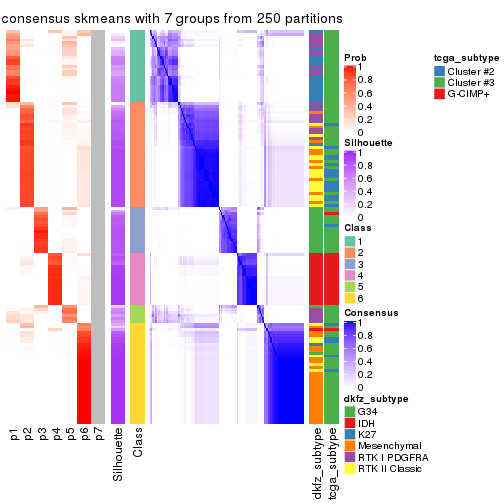 consensus skmeans with 7 groups from 250 partitions
Prob
1
0.8
0.6
0.4
0.2
0
Silhouette
1
0.8
0.6
0.4
0.2
0
Class
1
2
3
4
5
6
Consensus
1
0.8
0.6
0.4
0.2
0
dkfz_subtype
G34
IDH
K27
Mesenchymal
RTK I PDGFRA
RTK II Classic
tcga_subtype
Cluster #2
Cluster #3
G-CIMP+
p1
p2
p3
p4
p5
p6
p7
Silhouette
Class
dkfz_subtype
tcga_subtype